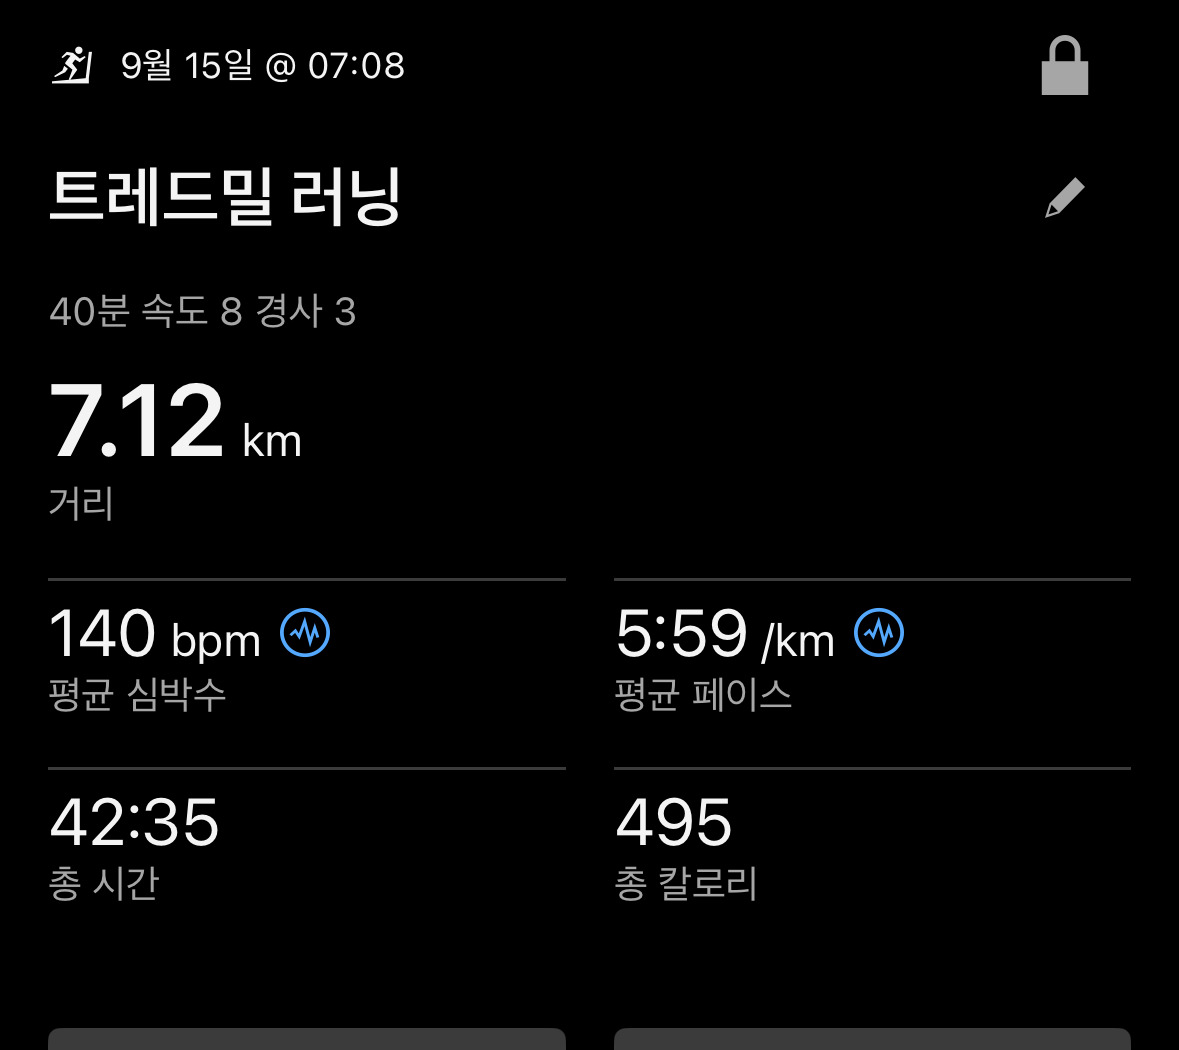 9월 15일 @ 07:08
트레드밀 러닝
40분 속도 8 경사 3
7.12 km
거리
140 bpm
평균 심박수
5:59 /km
평균 페이스
42:35
총 시간
495
총 칼로리